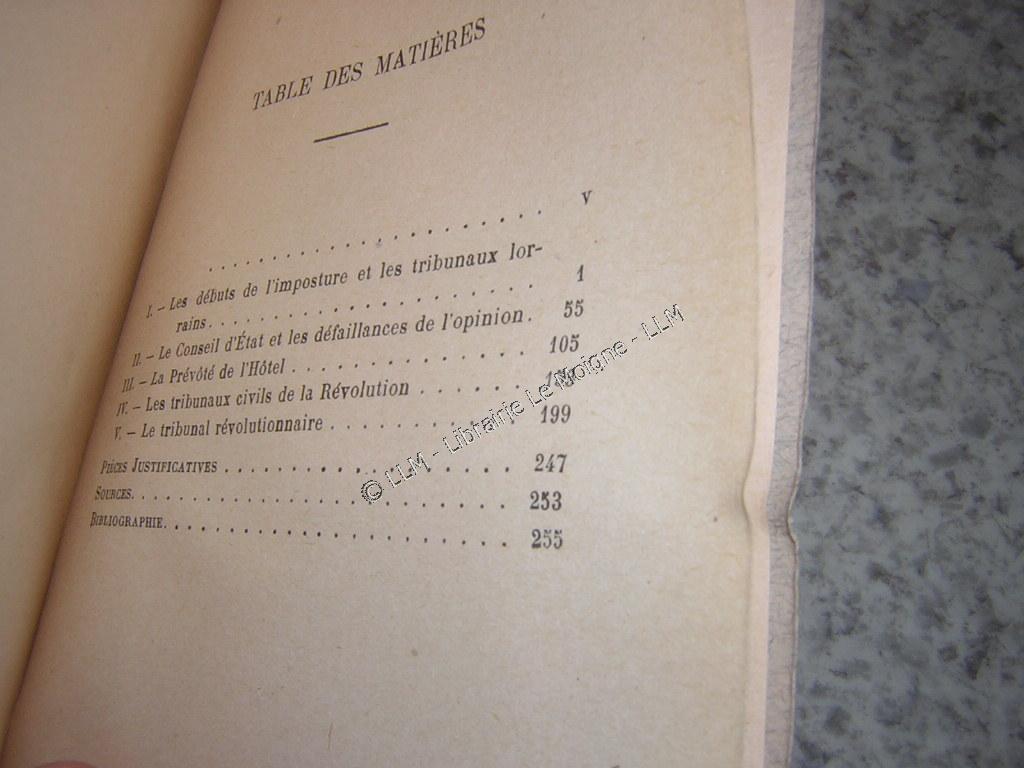 TABLE DES MATIÈRES
. . . . . . . . . . . . . . . . . . V
I. – Les débuts de l'imposture et les tribunaux lor-
rains. . . . . . . . . . . . . . . . . . 1
II. – Le Conseil d'État et les défaillances de l'opinion. 55
III. – La Prévôté de l'Hôtel . . . . . . . . . . . 105
IV. – Les tribunaux civils de la Révolution . . . . . .
V. – Le tribunal révolutionnaire . . . . . . . . . . 199
PIÈCES JUSTIFICATIVES . . . . . . . . . . . . . . . . 247
SOURCES. . . . . . . . . . . . . . . . . . . . . 253
BIBLIOGRAPHIE. . . . . . . . . . . . . . . . . . . . 255
© LLM - Librairie Le Moigne - LLM